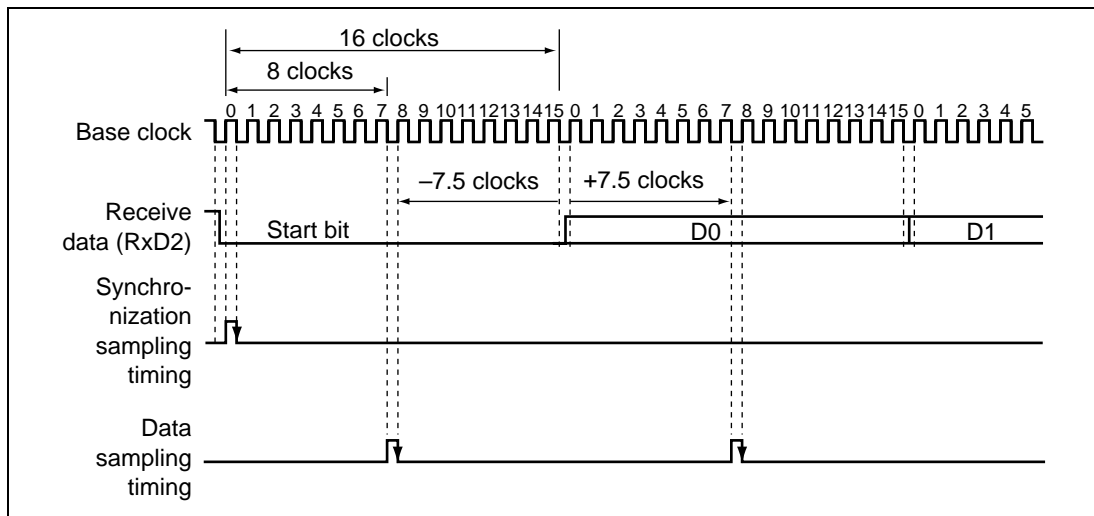 16 clocks
8 clocks
0 1 2 3 4 5 6 7 8 9 10 11 12 13 14 15 0 1 2 3 4 5 6 7 8 9 10 11 12 13 14 15 0 1 2 3 4 5
Base clock
–7.5 clocks +7.5 clocks
Receive
data (RxD2)
Start bit D0 D1
Synchro-
nization
sampling
timing
Data
sampling
timing